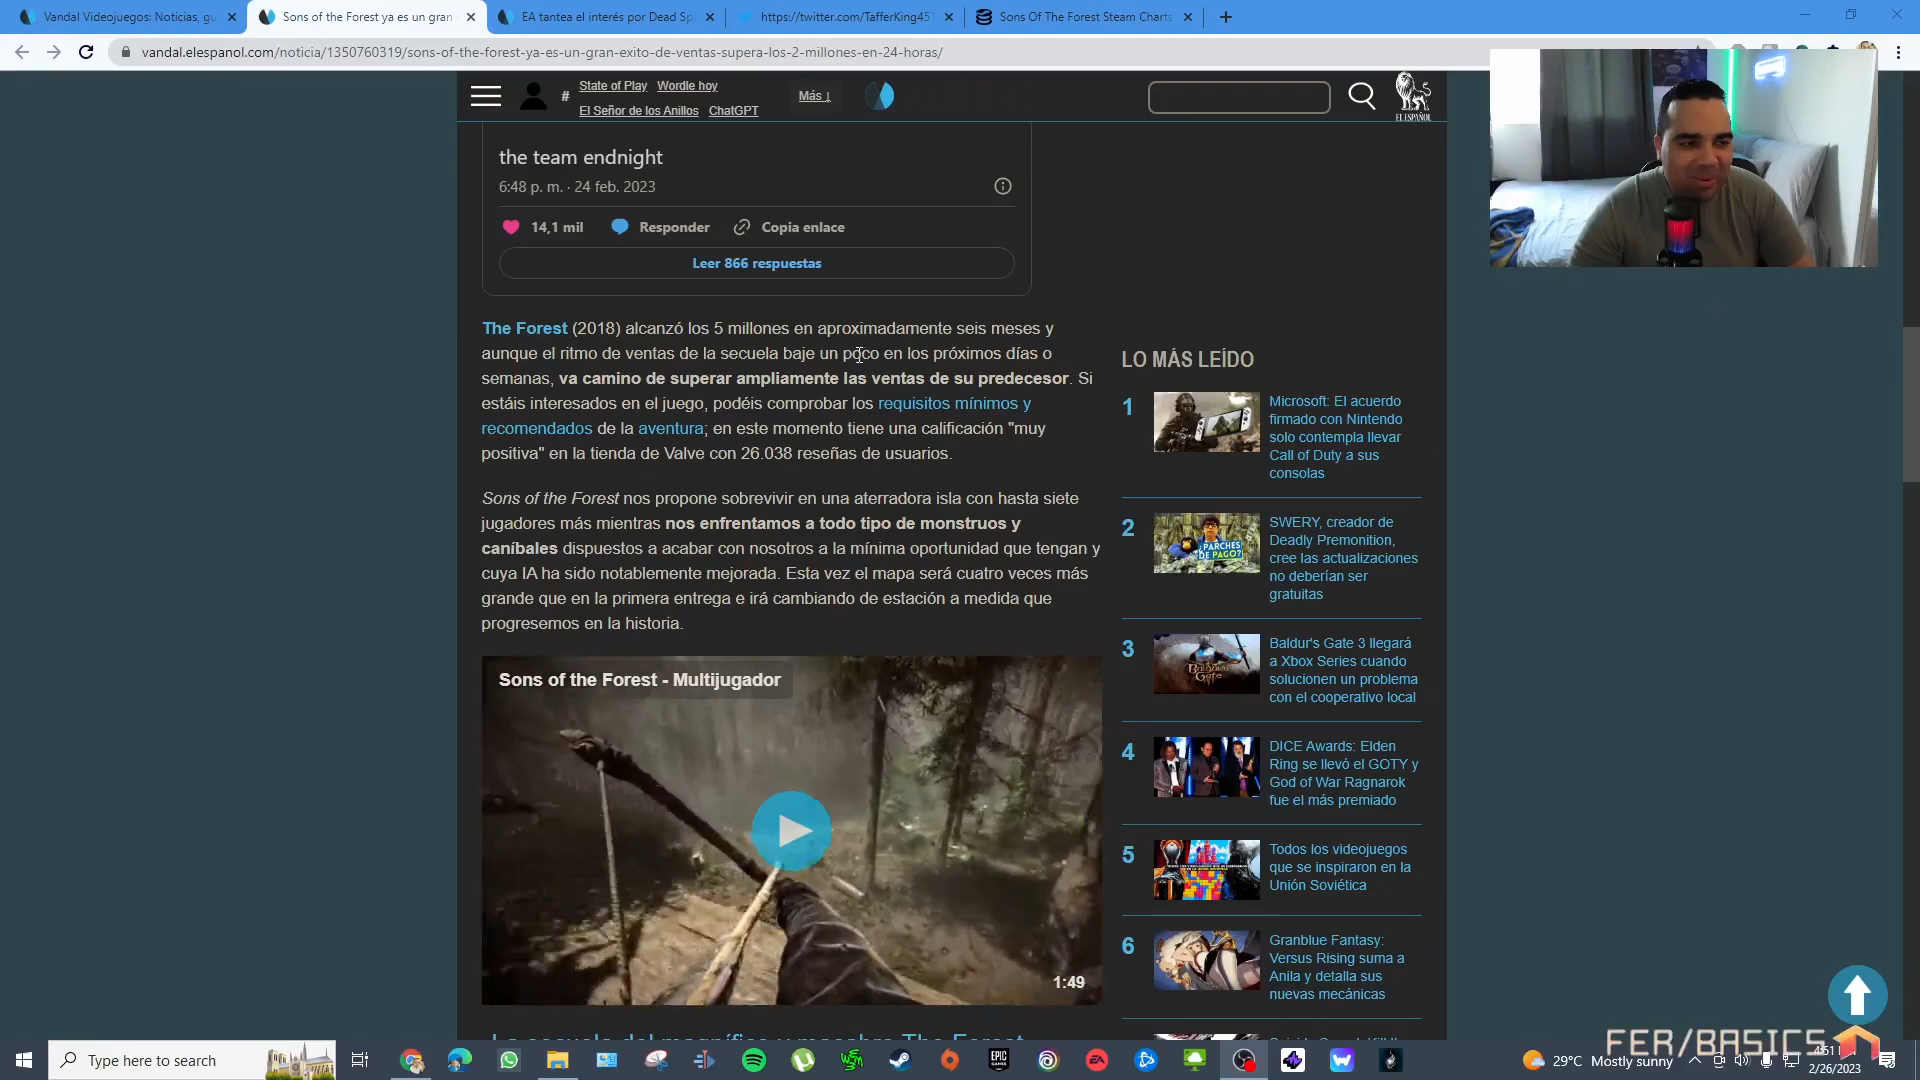 Vandal Videojuegos: Noticias, gu
Sons of the Forest ya es un gran
EA tantea el interés por Dead Sp
https://twitter.com/TafferKing451
Sons Of The Forest Steam Charts
vandal.elespanol.com/noticia/1350760319/sons-of-the-forest-ya-es-un-gran-exito-de-ventas-supera-los-2-millones-en-24-horas/
# State of Play Wordle hoy
El Señor de los Anillos ChatGPT
Más ↓
EL ESPAÑOL
the team endnight
6:48 p. m. · 24 feb. 2023
14,1 mil Responder Copia enlace
Leer 866 respuestas
The Forest (2018) alcanzó los 5 millones en aproximadamente seis meses y
aunque el ritmo de ventas de la secuela baje un poco en los próximos días o
semanas, va camino de superar ampliamente las ventas de su predecesor. Si
estáis interesados en el juego, podéis comprobar los requisitos mínimos y
recomendados de la aventura; en este momento tiene una calificación "muy
positiva" en la tienda de Valve con 26.038 reseñas de usuarios.
Sons of the Forest nos propone sobrevivir en una aterradora isla con hasta siete
jugadores más mientras nos enfrentamos a todo tipo de monstruos y
caníbales dispuestos a acabar con nosotros a la mínima oportunidad que tengan y
cuya IA ha sido notablemente mejorada. Esta vez el mapa será cuatro veces más
grande que en la primera entrega e irá cambiando de estación a medida que
progresemos en la historia.
Sons of the Forest - Multijugador
1:49
LO MÁS LEÍDO
1
Microsoft: El acuerdo
firmado con Nintendo
solo contempla llevar
Call of Duty a sus
consolas
2
¿PARCHES
DE PAGO?
SWERY, creador de
Deadly Premonition,
cree las actualizaciones
no deberían ser
gratuitas
3
Baldur's Gate 3 llegará
a Xbox Series cuando
solucionen un problema
con el cooperativo local
4
DICE Awards: Elden
Ring se llevó el GOTY y
God of War Ragnarok
fue el más premiado
5
Todos los videojuegos
que se inspiraron en la
Unión Soviética
6
Granblue Fantasy:
Versus Rising suma a
Anila y detalla sus
nuevas mecánicas
FER/BASICS
Type here to search
EPIC
EA
29°C Mostly sunny
4:51
2/26/2023